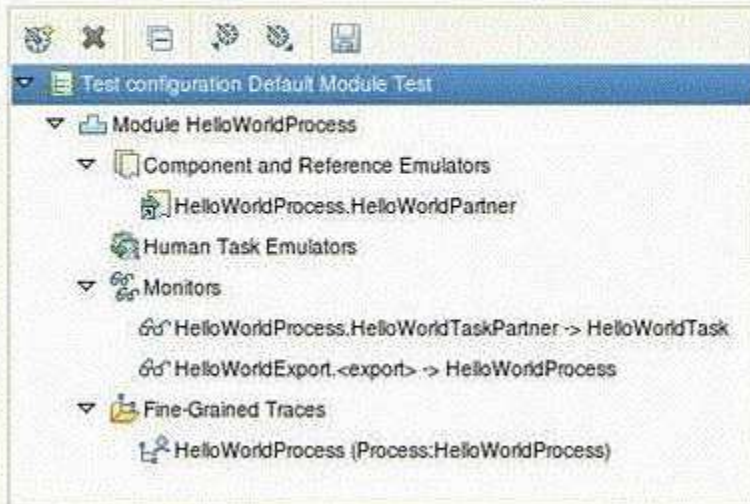 Test configuration Default Module Test
Module HelloWorldProcess
Component and Reference Emulators
HelloWorldProcess.HelloWorldPartner
Human Task Emulators
Monitors
HelloWorldProcess.HelloWorldTaskPartner -> HelloWorldTask
HelloWorldExport.<export> -> HelloWorldProcess
Fine-Grained Traces
HelloWorldProcess (Process:HelloWorldProcess)